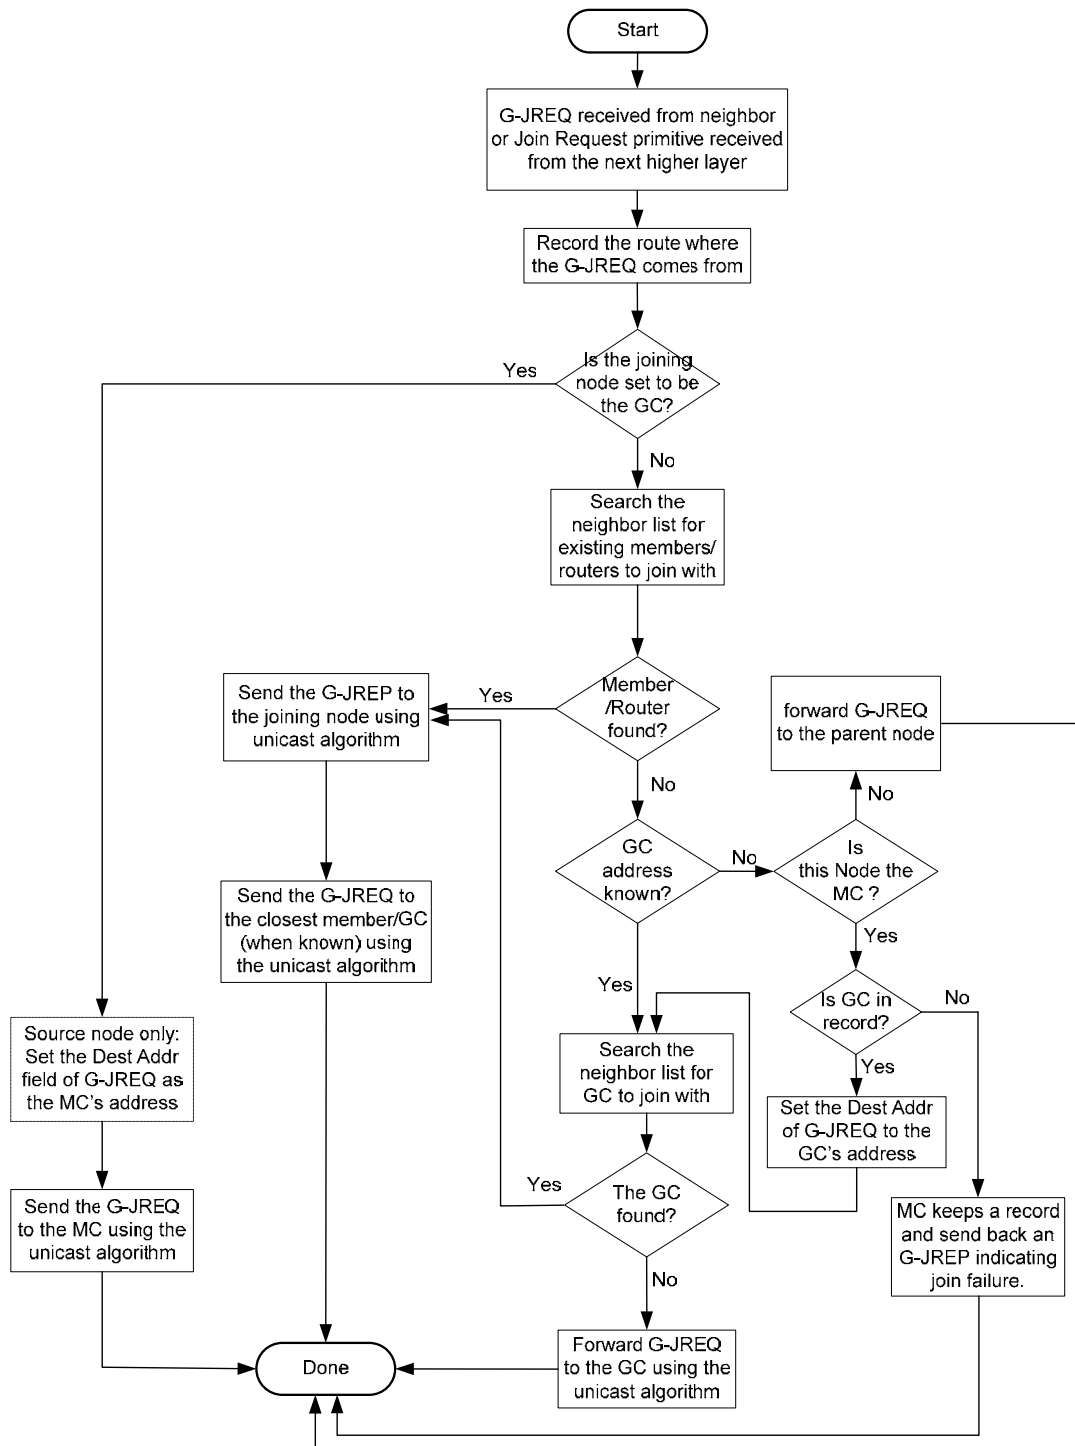 Start
G-JREQ received from neighbor
or Join Request primitive received
from the next higher layer
Record the route where
the G-JREQ comes from
Is the joining
node set to be
the GC?
Yes
No
Search the
neighbor list for
existing members/
routers to join with
Member
/Router
found?
Yes
No
Send the G-JREP to
the joining node using
unicast algorithm
forward G-JREQ
to the parent node
No
GC
address
known?
No
Is
this Node the
MC ?
Yes
Yes
Send the G-JREQ to
the closest member/GC
(when known) using
the unicast algorithm
Is GC in
record?
No
Yes
Source node only:
Set the Dest Addr
field of G-JREQ as
the MC's address
Search the
neighbor list for
GC to join with
Set the Dest Addr
of G-JREQ to the
GC's address
The GC
found?
Yes
No
Send the G-JREQ
to the MC using the
unicast algorithm
MC keeps a record
and send back an
G-JREP indicating
join failure.
Forward G-JREQ
to the GC using the
unicast algorithm
Done